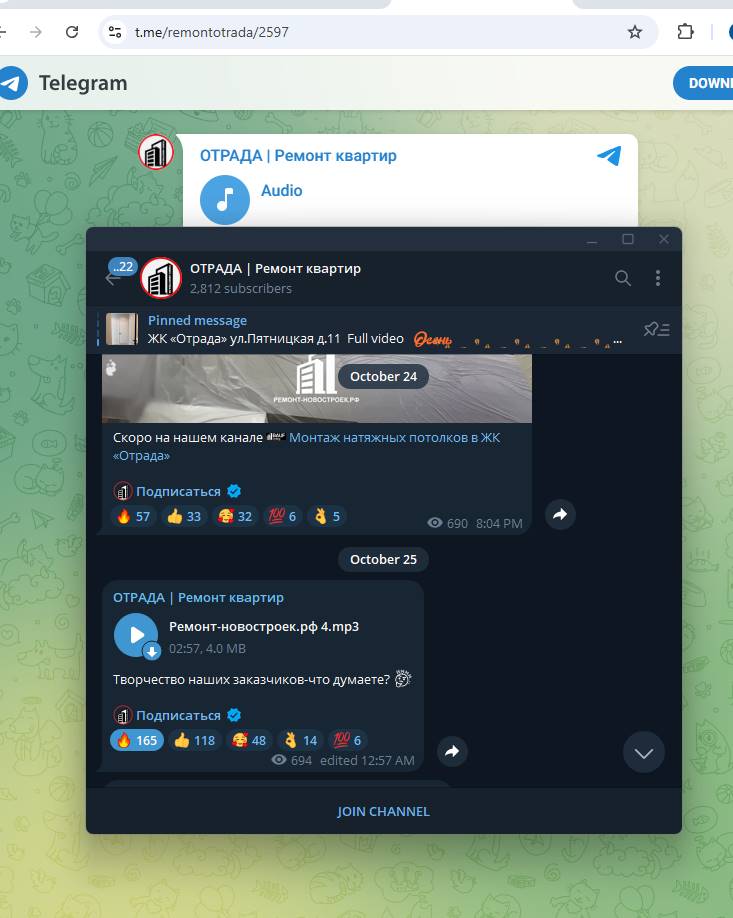 t.me/remontotrada/2597
Telegram
DOWN
ОТРАДА | Ремонт квартир
Audio
..22
ОТРАДА | Ремонт квартир
2,812 subscribers
Pinned message
ЖК «Отрада» ул.Пятницкая д.11 Full video Осень ...
October 24
РЕМОНТ-НОВОСТРОЕК.РФ
Скоро на нашем канале Монтаж натяжных потолков в ЖК
«Отрада»
Подписаться
🔥 57 👍 33 🥰 32 💯 6 👌 5
690 8:04 PM
October 25
ОТРАДА | Ремонт квартир
Ремонт-новостроек.рф 4.mp3
02:57, 4.0 MB
Творчество наших заказчиков-что думаете?
Подписаться
🔥 165 👍 118 🥰 48 👌 14 💯 6
694 edited 12:57 AM
JOIN CHANNEL